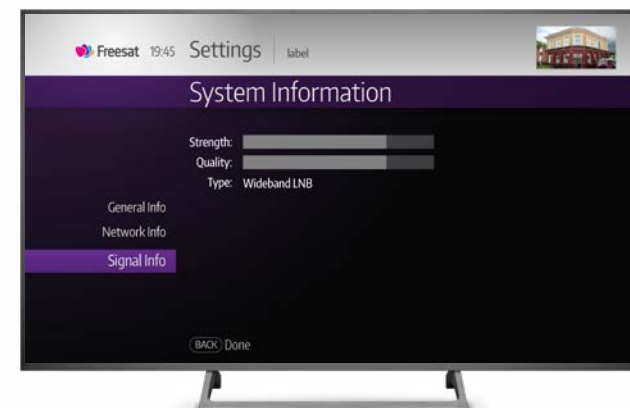 Freesat 19:45 Settings label
System Information
Strength:
Quality:
Type: Wideband LNB
General Info
Network Info
Signal Info
BACK Done